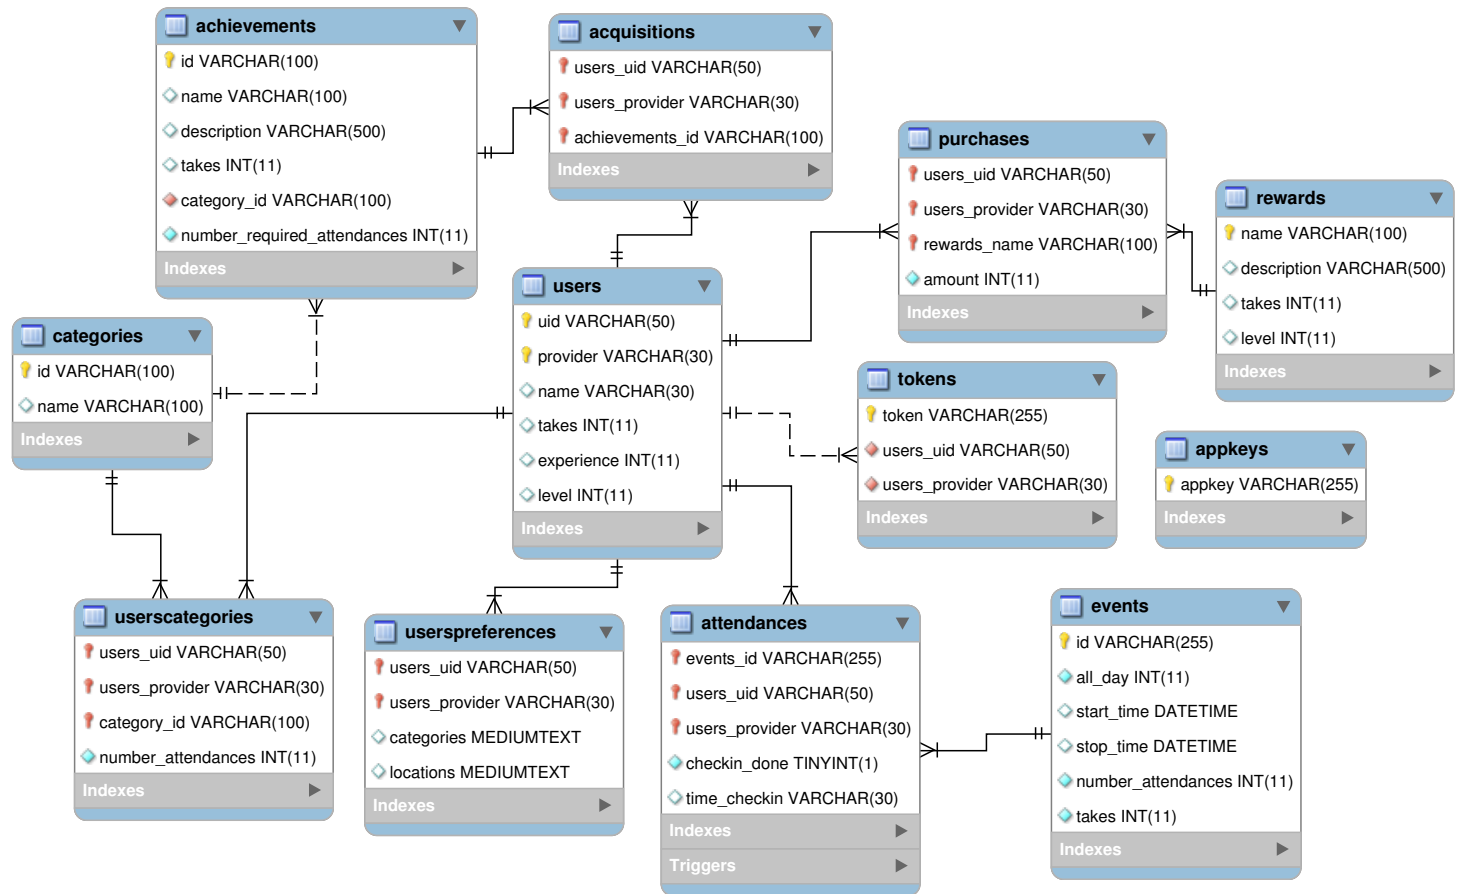 achievements
id VARCHAR(100)
name VARCHAR(100)
description VARCHAR(500)
takes INT(11)
category_id VARCHAR(100)
number_required_attendances INT(11)
Indexes
acquisitions
users_uid VARCHAR(50)
users_provider VARCHAR(30)
achievements_id VARCHAR(100)
Indexes
purchases
users_uid VARCHAR(50)
users_provider VARCHAR(30)
rewards_name VARCHAR(100)
amount INT(11)
Indexes
rewards
name VARCHAR(100)
description VARCHAR(500)
takes INT(11)
level INT(11)
Indexes
categories
id VARCHAR(100)
name VARCHAR(100)
Indexes
users
uid VARCHAR(50)
provider VARCHAR(30)
name VARCHAR(30)
takes INT(11)
experience INT(11)
level INT(11)
Indexes
tokens
token VARCHAR(255)
users_uid VARCHAR(50)
users_provider VARCHAR(30)
Indexes
appkeys
appkey VARCHAR(255)
Indexes
userscategories
users_uid VARCHAR(50)
users_provider VARCHAR(30)
category_id VARCHAR(100)
number_attendances INT(11)
Indexes
userspreferences
users_uid VARCHAR(50)
users_provider VARCHAR(30)
categories MEDIUMTEXT
locations MEDIUMTEXT
Indexes
attendances
events_id VARCHAR(255)
users_uid VARCHAR(50)
users_provider VARCHAR(30)
checkin_done TINYINT(1)
time_checkin VARCHAR(30)
Indexes
Triggers
events
id VARCHAR(255)
all_day INT(11)
start_time DATETIME
stop_time DATETIME
number_attendances INT(11)
takes INT(11)
Indexes